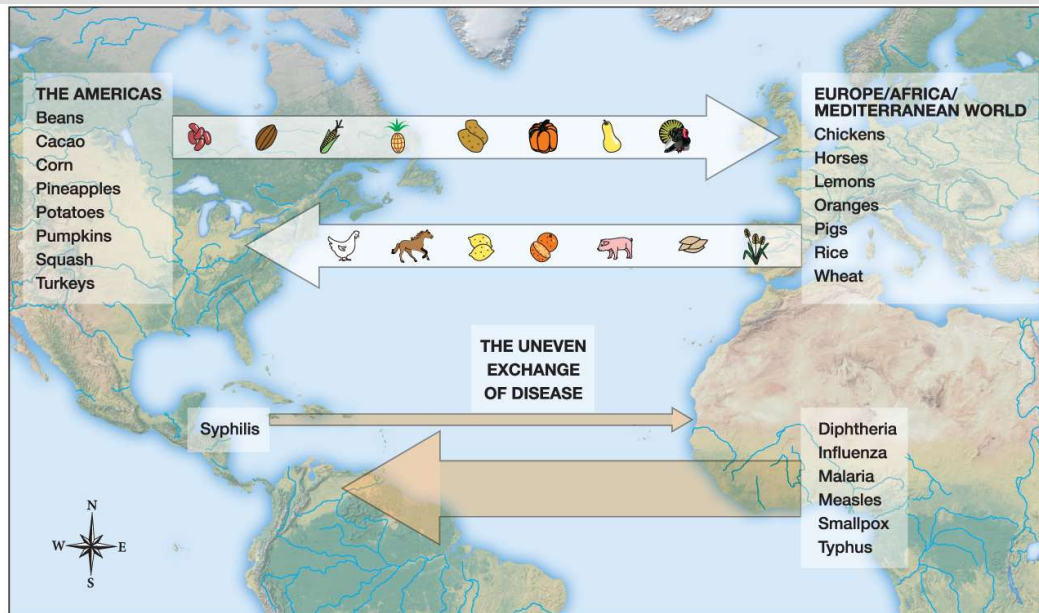 THE AMERICAS
Beans
Cacao
Corn
Pineapples
Potatoes
Pumpkins
Squash
Turkeys
EUROPE/AFRICA/
MEDITERRANEAN WORLD
Chickens
Horses
Lemons
Oranges
Pigs
Rice
Wheat
THE UNEVEN
EXCHANGE
OF DISEASE
Syphilis
Diphtheria
Influenza
Malaria
Measles
Smallpox
Typhus
N
W
E
S